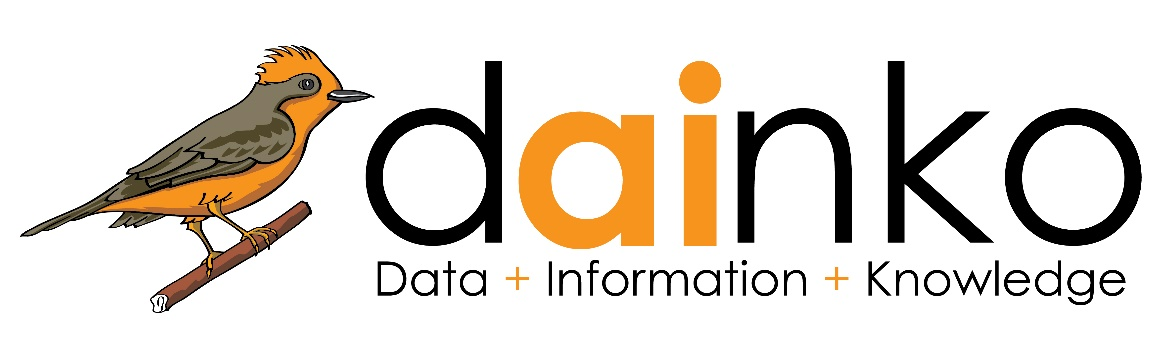 dainko
Data + Information + Knowledge